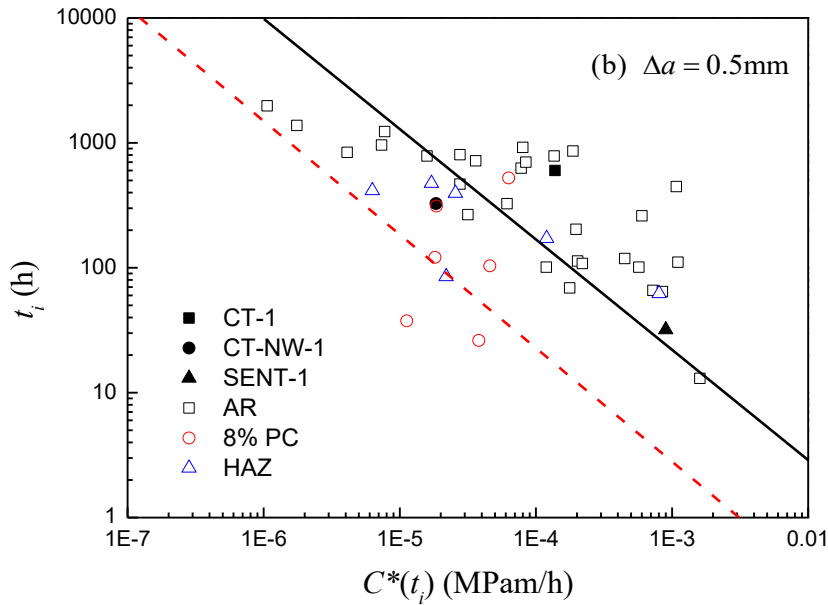 10000
(b) Δa = 0.5mm
1000
100
10
1
t_i (h)
CT-1
CT-NW-1
SENT-1
AR
8% PC
HAZ
1E-7 1E-6 1E-5 1E-4 1E-3 0.01
C*(t_i) (MPam/h)